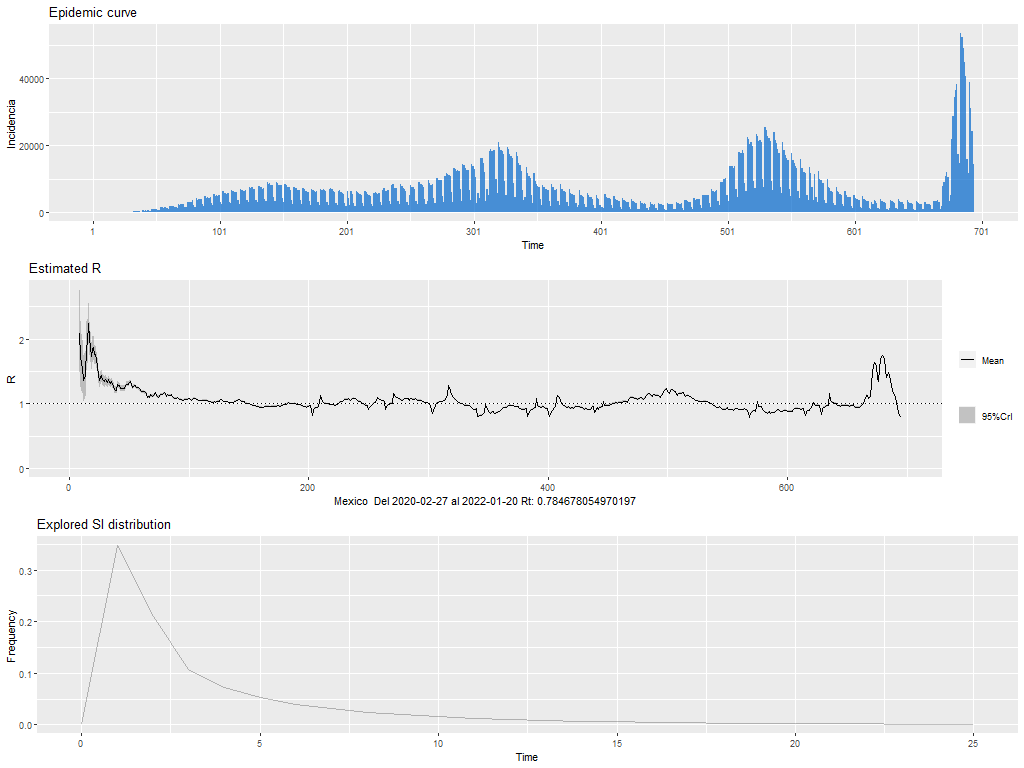 Epidemic curve
Incidencia
40000
20000
0
1 101 201 301 401 501 601 701
Time
Estimated R
R
2
1
0
Mean
95%CrI
0 200 400 600
Mexico  Del 2020-02-27 al 2022-01-20 Rt: 0.784678054970197
Explored SI distribution
Frequency
0.3
0.2
0.1
0.0
0 5 10 15 20 25
Time